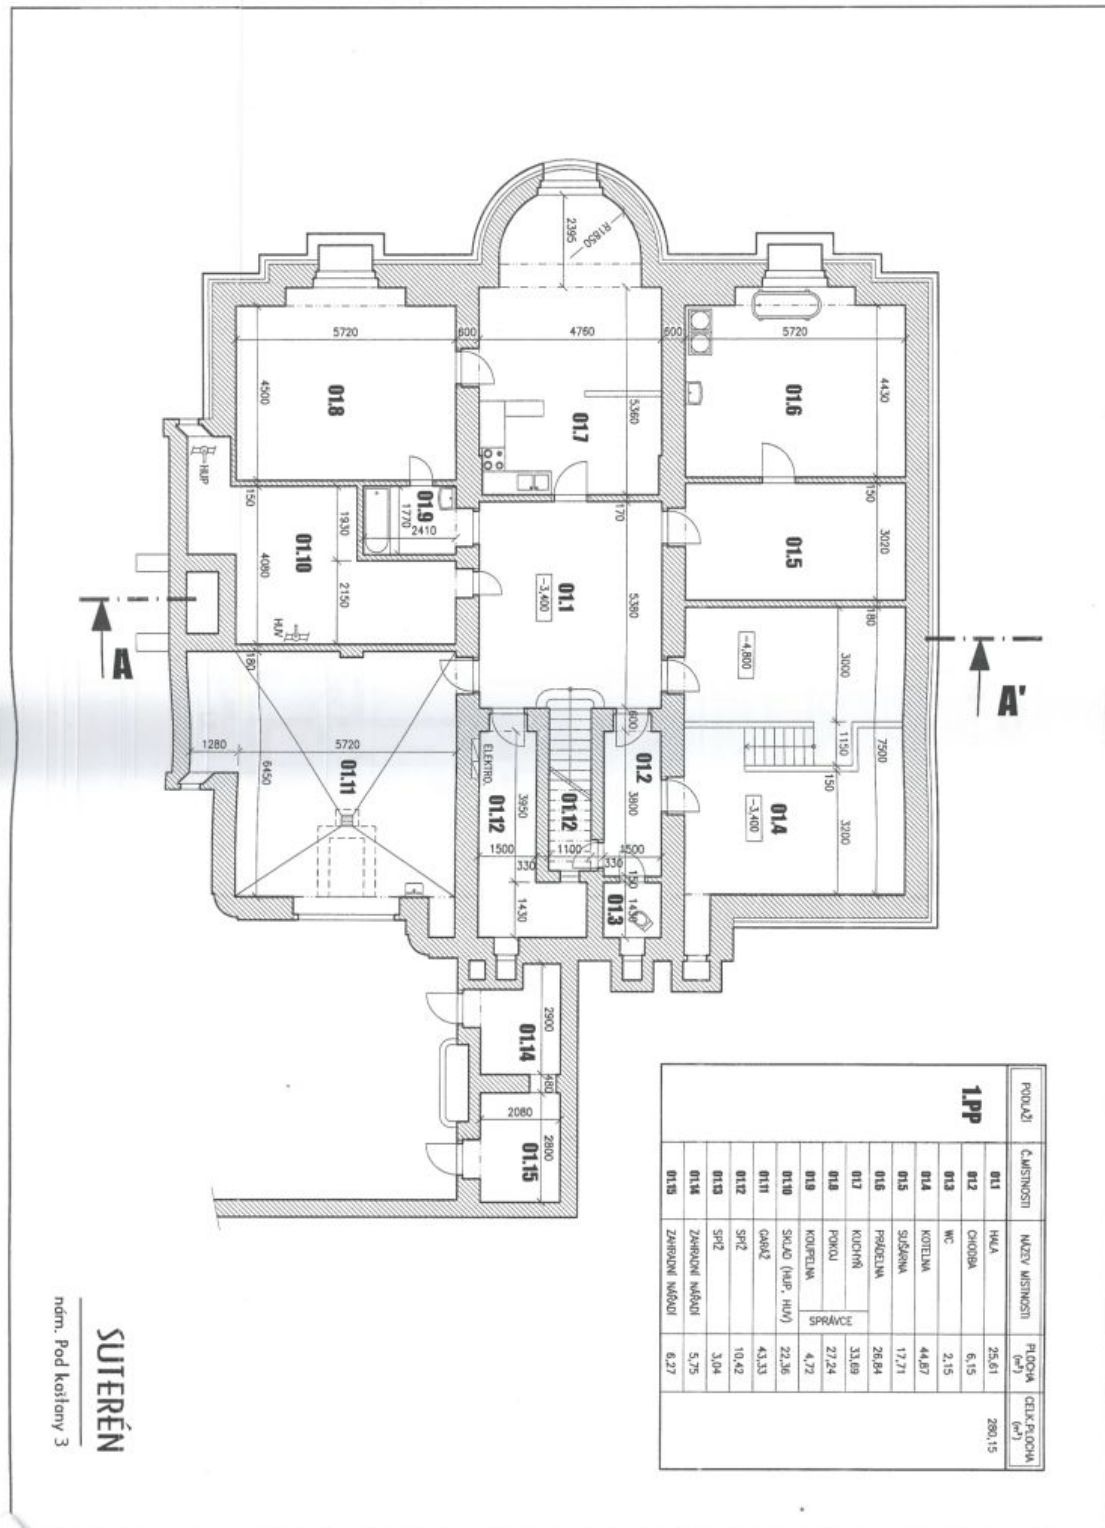 R1650
2395
5720
600
4760
600
5720
4500
01.8
5360
01.7
4430
01.6
HUP
150
1930
01.9
1770
2410
170
150
3020
01.5
01.10
4080
2150
HUV
01.1
-3,400
5380
180
-4,800
3000
A
A'
180
1280
5720
6450
01.11
ELEKTRO.
600
01.2
3950
01.12
01.12
3800
1500
330
1100
330
1500
150
1150
150
7500
01.4
-3,400
3200
1430
01.3
1430
2900
01.14
480
2080
2800
01.15
PODLAŽÍ Č.MÍSTNOSTI NÁZEV MÍSTNOSTI PLOCHA (m²) CELK.PLOCHA (m²)
1.PP
01.1 HALA 25,61 280,15
01.2 CHODBA 6,15
01.3 WC 2,15
01.4 KOTELNA 44,87
01.5 SUŠÁRNA 17,71
01.6 PRÁDELNA 26,84
01.7 KUCHYŇ 33,69
01.8 POKOJ SPRÁVCE 27,24
01.9 KOUPELNA 4,72
01.10 SKLAD (HUP, HUV) 22,36
01.11 GARÁŽ 43,33
01.12 SPÍŽ 10,42
01.13 SPÍŽ 3,04
01.14 ZAHRADNÍ NÁŘADÍ 5,75
01.15 ZAHRADNÍ NÁŘADÍ 6,27
SUTERÉN
nám. Pod kaštany 3